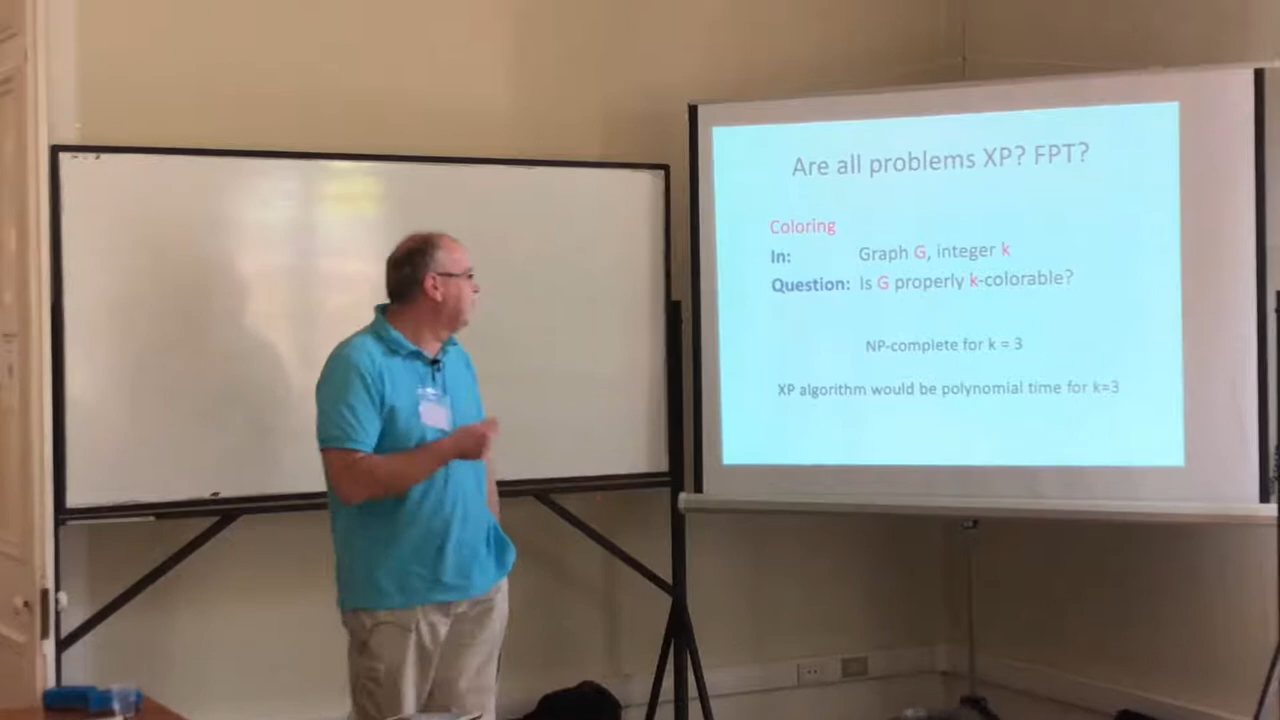 Are all problems XP? FPT?
Coloring
In: Graph G, integer k
Question: Is G properly k-colorable?
NP-complete for k = 3
XP algorithm would be polynomial time for k=3